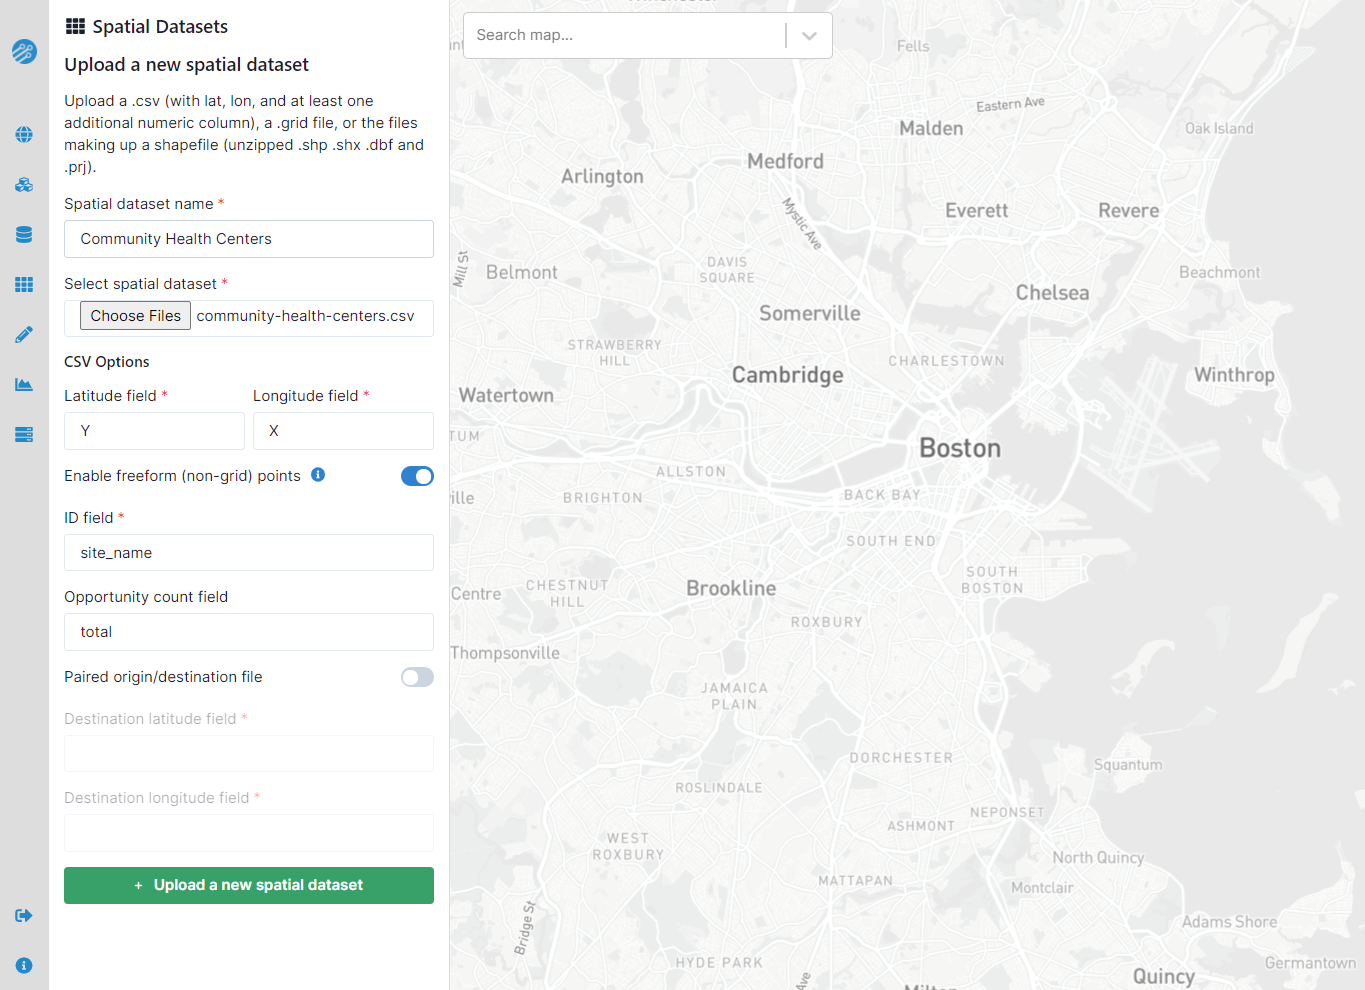 Spatial Datasets
Upload a new spatial dataset
Upload a .csv (with lat, lon, and at least one
additional numeric column), a .grid file, or the files
making up a shapefile (unzipped .shp .shx .dbf and
.prj).
Spatial dataset name *
Community Health Centers
Select spatial dataset *
Choose Files community-health-centers.csv
CSV Options
Latitude field * Longitude field *
Y X
Enable freeform (non-grid) points
ID field *
site_name
Opportunity count field
total
Paired origin/destination file
Destination latitude field *
Destination longitude field *
+ Upload a new spatial dataset
Search map...
Fells
Eastern Ave
Malden
Oak Island
Medford
Arlington
Mystic Ave
Everett
Revere
Mill St
Belmont
DAVIS
SQUARE
Beachmont
Chelsea
Somerville
STRAWBERRY
HILL
CHARLESTOWN
Cambridge
Winthrop
Watertown
TUM
Boston
ALLSTON
ville
BRIGHTON
BACK BAY
SOUTH END
SOUTH
BOSTON
Centre
CHESTNUT
HILL
Brookline
ROXBURY
Thompsonville
JAMAICA
PLAIN
DORCHESTER
Squantum
ROSLINDALE
NEPONSET
ASHMONT
WEST
ROXBURY
North Quincy
MATTAPAN
Montclair
Bridge St
Adams Shore
HYDE PARK
Germantown
Quincy